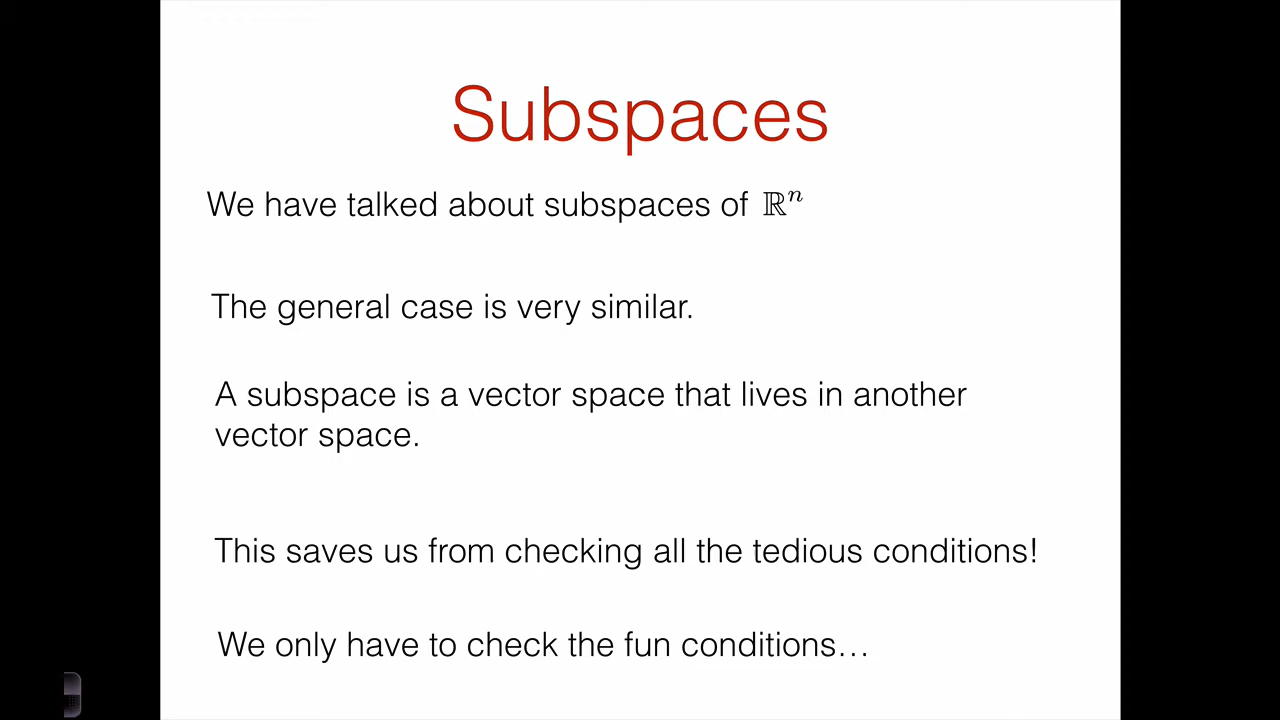 Subspaces
We have talked about subspaces of ℝⁿ
The general case is very similar.
A subspace is a vector space that lives in another
vector space.
This saves us from checking all the tedious conditions!
We only have to check the fun conditions…